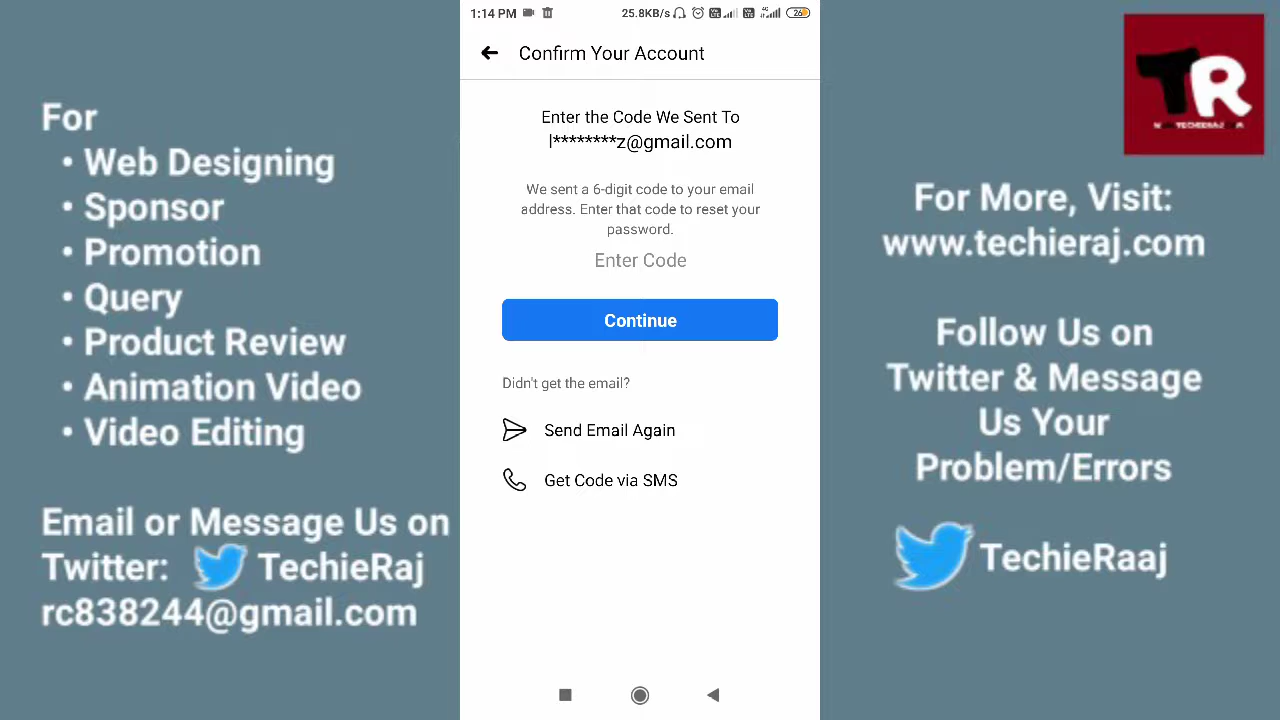 For
• Web Designing
• Sponsor
• Promotion
• Query
• Product Review
• Animation Video
• Video Editing
Email or Message Us on
Twitter: TechieRaj
rc838244@gmail.com
1:14 PM 25.8KB/s 4G 26
Confirm Your Account
Enter the Code We Sent To
l********z@gmail.com
We sent a 6-digit code to your email
address. Enter that code to reset your
password.
Enter Code
Continue
Didn't get the email?
Send Email Again
Get Code via SMS
TR
For More, Visit:
www.techieraj.com
Follow Us on
Twitter & Message
Us Your
Problem/Errors
TechieRaaj